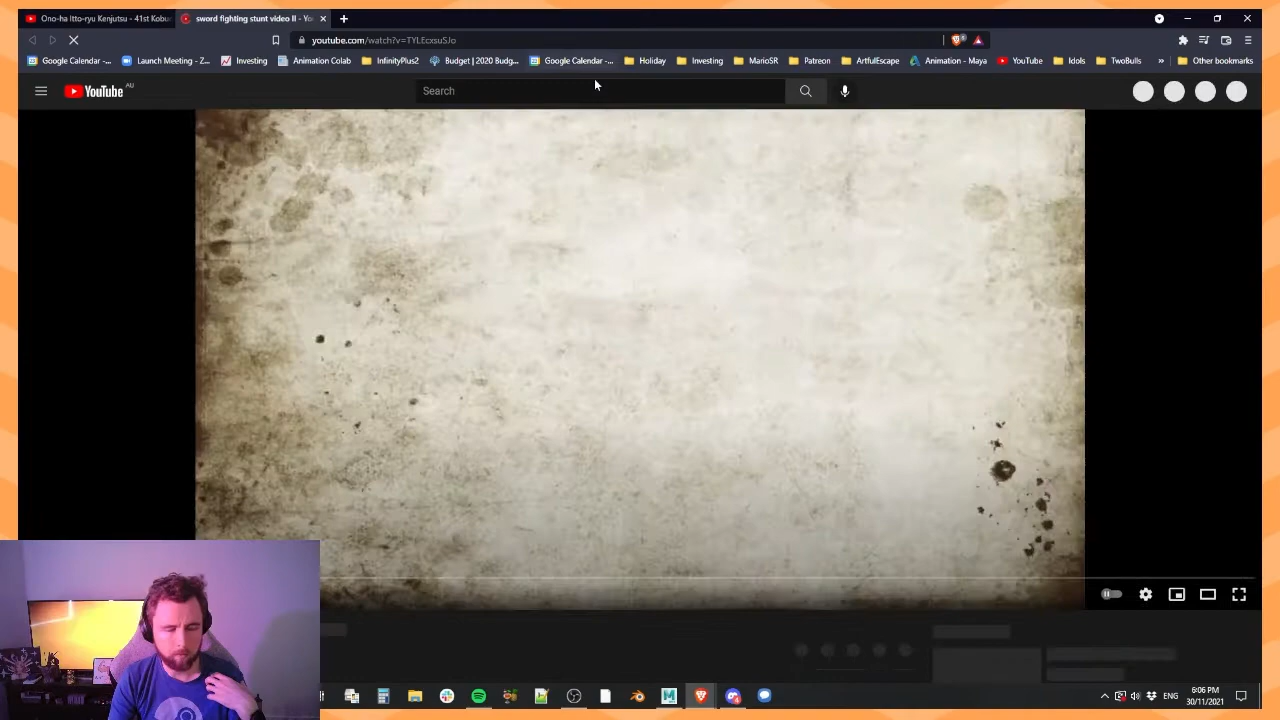 Ono-ha Itto-ryu Kenjutsu - 41st Kobu
sword fighting stunt video II - Yo
youtube.com/watch?v=TYLEcxsuSJo
Google Calendar -...
Launch Meeting - Z...
Investing
Animation Colab
InfinityPlus2
Budget | 2020 Budg...
Google Calendar -...
Holiday
Investing
MarioSR
Patreon
ArtfulEscape
Animation - Maya
YouTube
Idols
TwoBulls
»
Other bookmarks
YouTube AU
Search
ENG
6:06 PM
30/11/2021